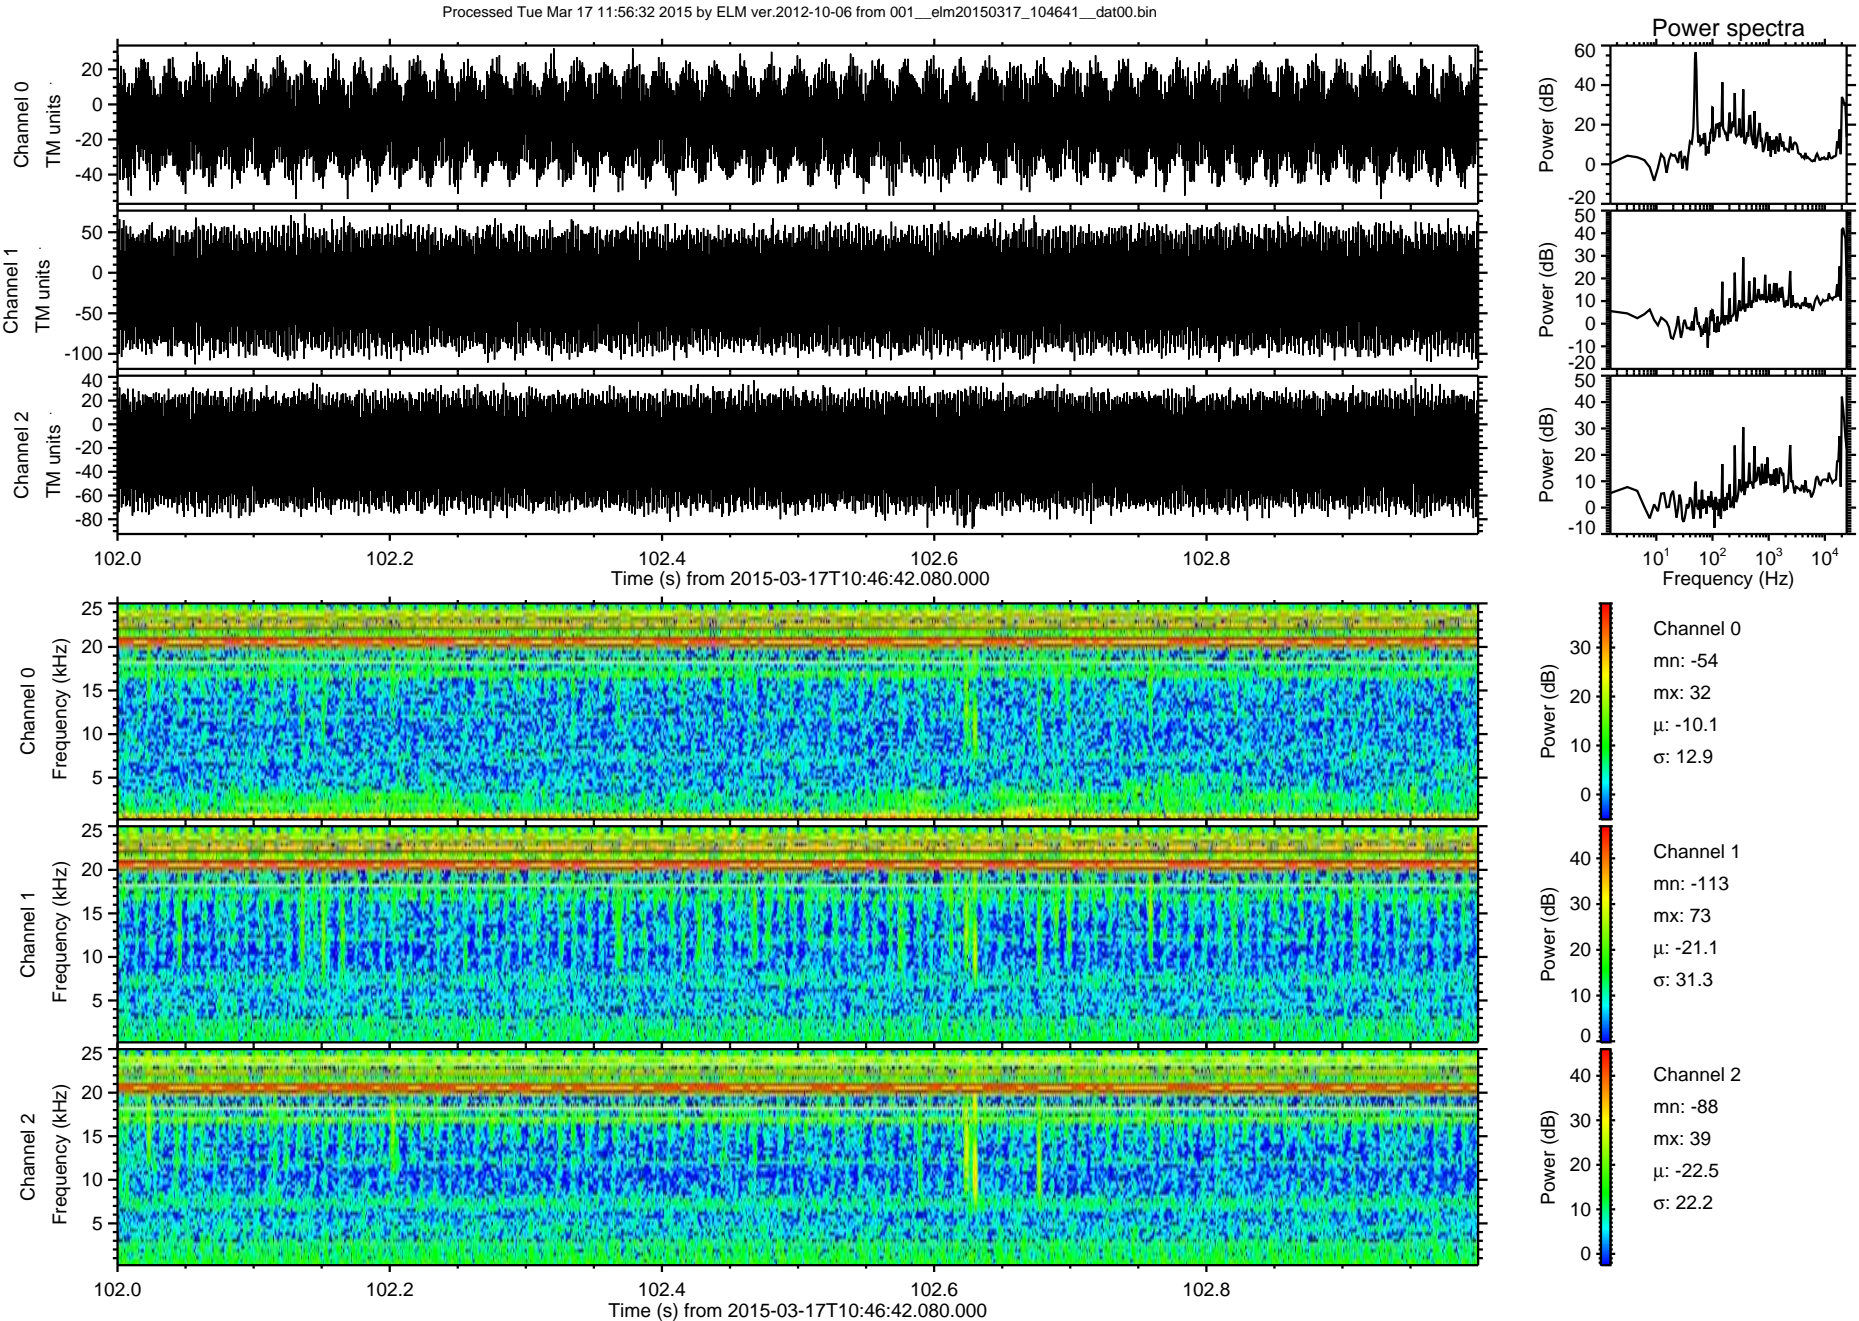 Processed Tue Mar 17 11:56:32 2015 by ELM ver.2012-10-06 from 001__elm20150317_104641__dat00.bin
Power spectra
Channel 0
TM units
20
0
-20
-40
Power (dB)
60
40
20
0
-20
Channel 1
TM units
50
0
-50
-100
Power (dB)
50
40
30
20
10
0
-10
-20
Channel 2
TM units
40
20
0
-20
-40
-60
-80
Power (dB)
50
40
30
20
10
0
-10
102.0 102.2 102.4 102.6 102.8
Time (s) from 2015-03-17T10:46:42.080.000
10¹ 10² 10³ 10⁴
Frequency (Hz)
Channel 0
Frequency (kHz)
25
20
15
10
5
Power (dB)
30
20
10
0
Channel 0
mn: -54
mx: 32
μ: -10.1
σ: 12.9
Channel 1
Frequency (kHz)
25
20
15
10
5
Power (dB)
40
30
20
10
0
Channel 1
mn: -113
mx: 73
μ: -21.1
σ: 31.3
Channel 2
Frequency (kHz)
25
20
15
10
5
Power (dB)
40
30
20
10
0
Channel 2
mn: -88
mx: 39
μ: -22.5
σ: 22.2
102.0 102.2 102.4 102.6 102.8
Time (s) from 2015-03-17T10:46:42.080.000